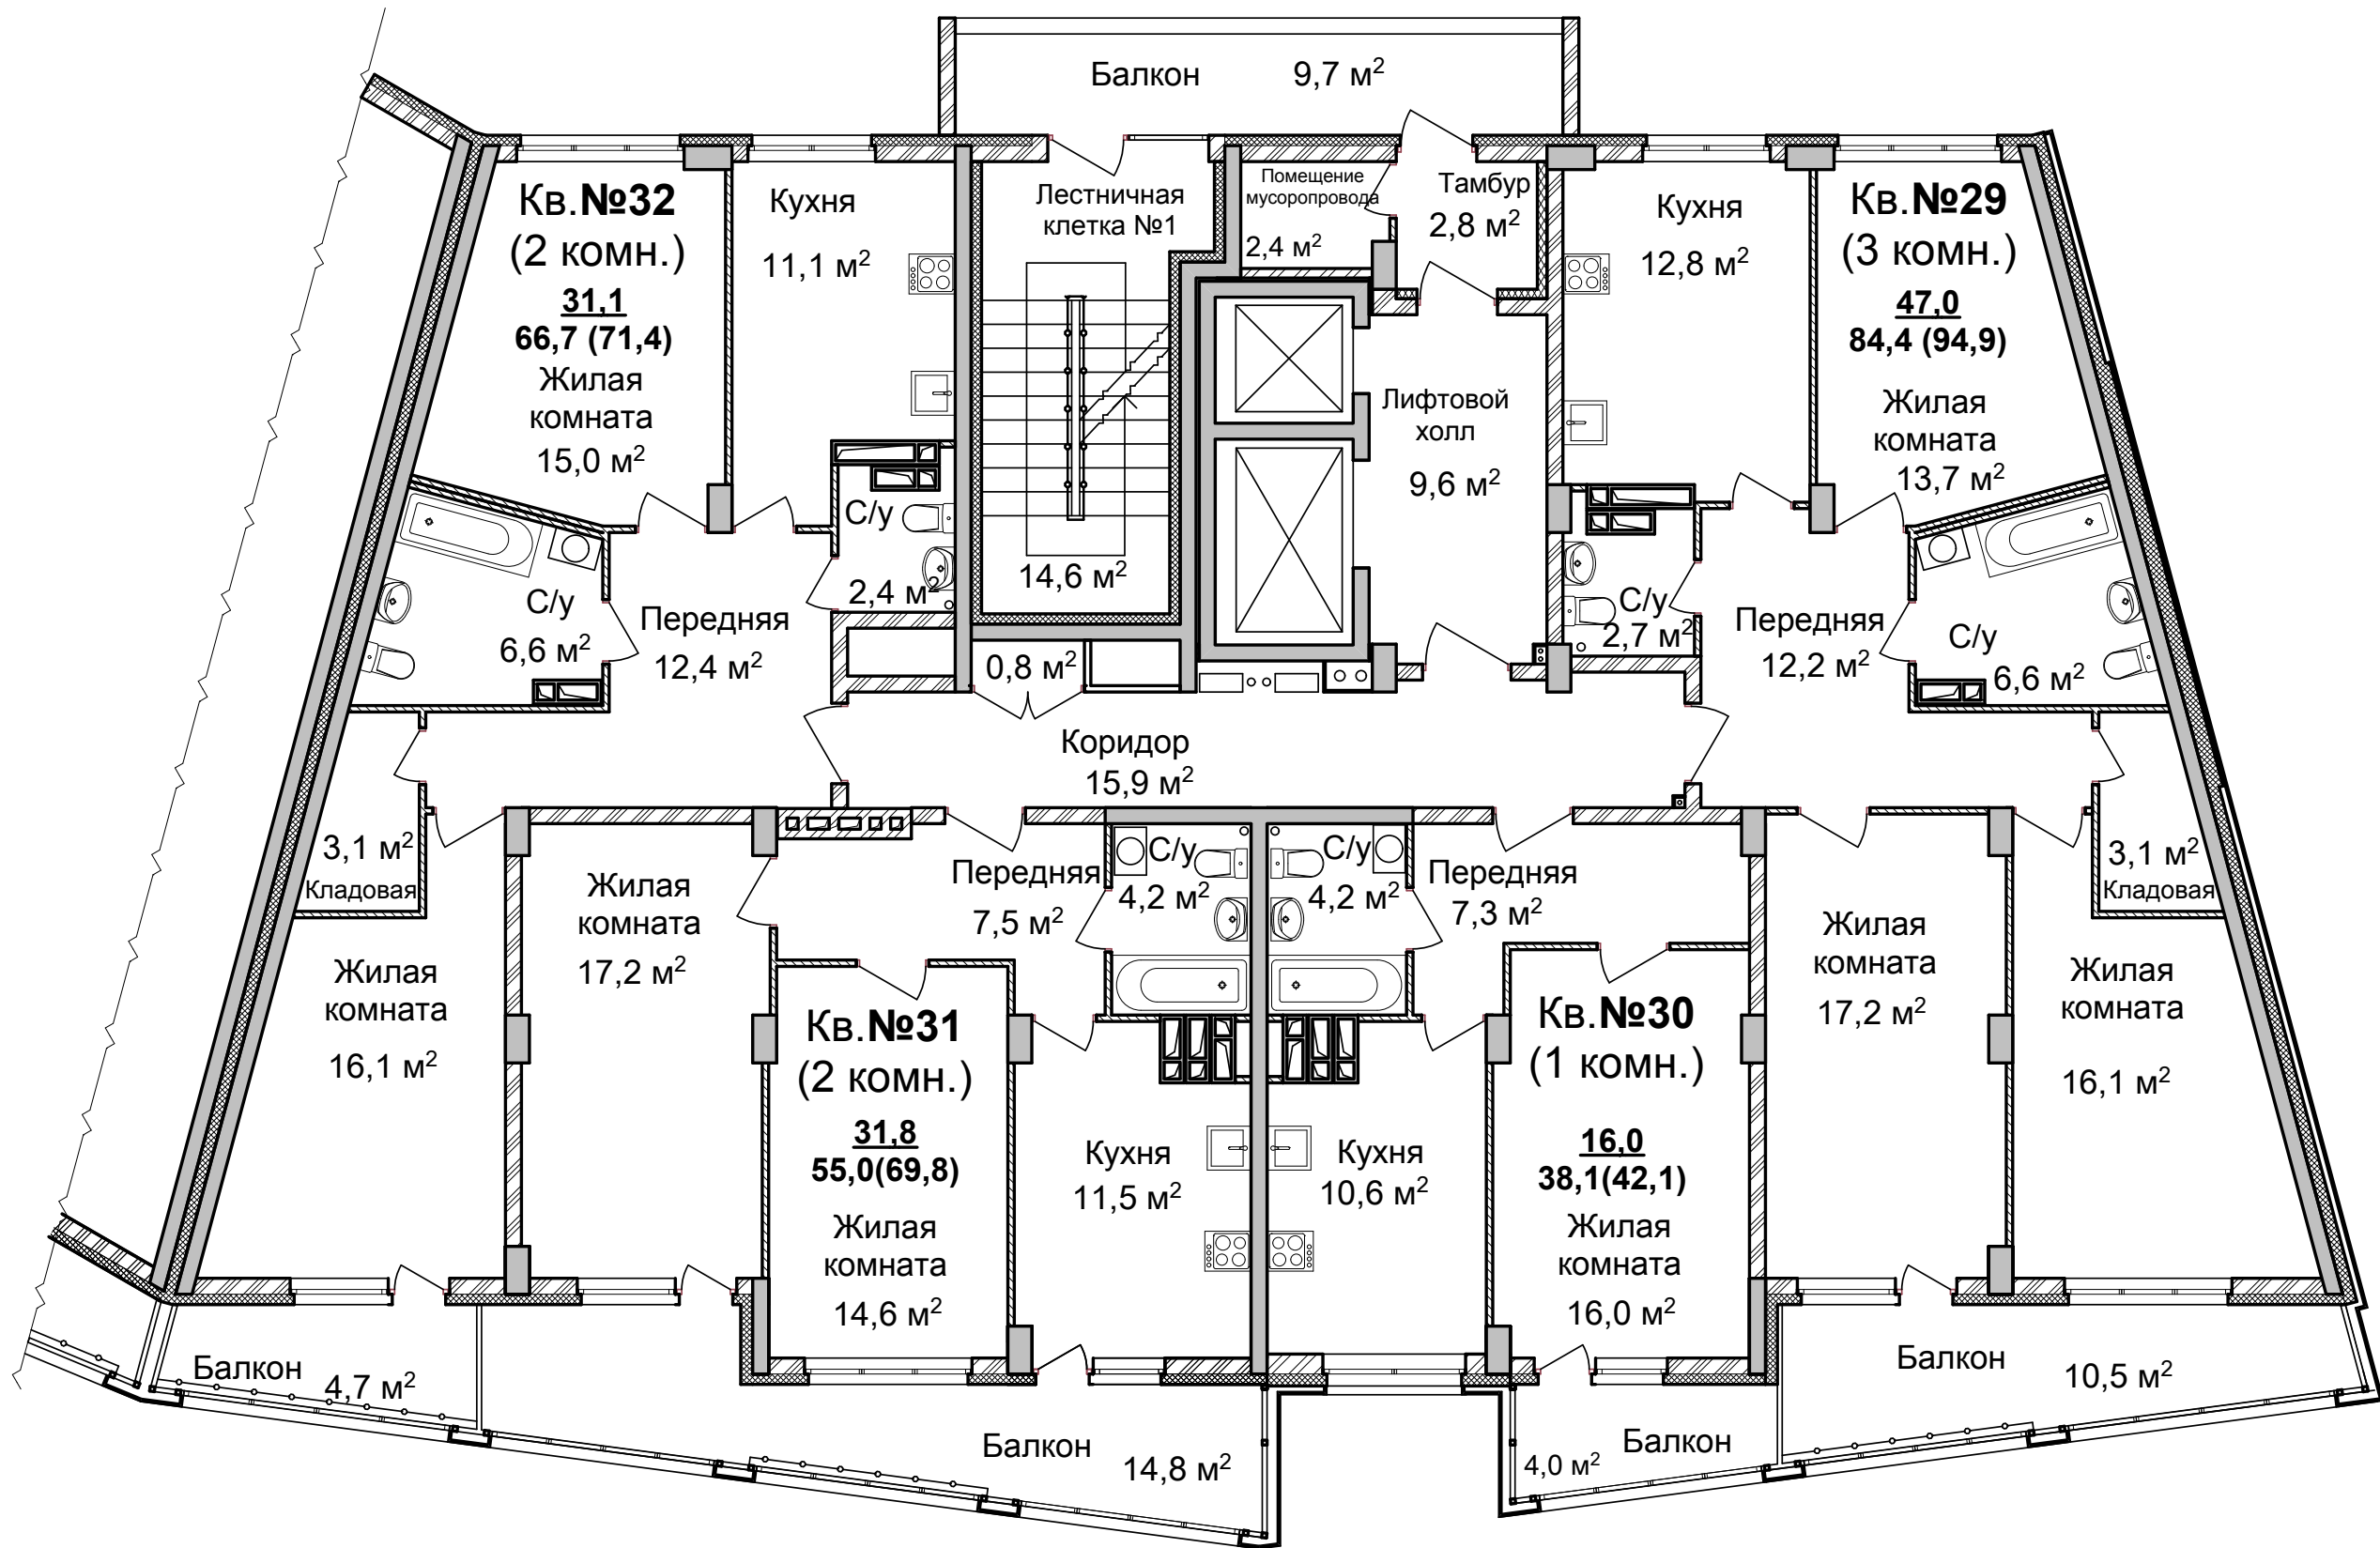 Балкон 9,7 м²
Кв.№32
(2 комн.)
31,1
66,7 (71,4)
Жилая
комната
15,0 м²
Кухня
11,1 м²
Лестничная
клетка №1
14,6 м²
Помещение
мусоропровода
2,4 м²
Тамбур
2,8 м²
Лифтовой
холл
9,6 м²
Кухня
12,8 м²
Кв.№29
(3 комн.)
47,0
84,4 (94,9)
Жилая
комната
13,7 м²
С/у
6,6 м²
Передняя
12,4 м²
С/у
2,4 м²
0,8 м²
С/у
2,7 м²
Передняя
12,2 м²
С/у
6,6 м²
Коридор
15,9 м²
3,1 м²
Кладовая
Жилая
комната
16,1 м²
Жилая
комната
17,2 м²
Передняя
7,5 м²
С/у
4,2 м²
С/у
4,2 м²
Передняя
7,3 м²
Жилая
комната
17,2 м²
3,1 м²
Кладовая
Жилая
комната
16,1 м²
Кв.№31
(2 комн.)
31,8
55,0(69,8)
Жилая
комната
14,6 м²
Кухня
11,5 м²
Кухня
10,6 м²
Кв.№30
(1 комн.)
16,0
38,1(42,1)
Жилая
комната
16,0 м²
Балкон
4,7 м²
Балкон
14,8 м²
4,0 м²
Балкон
Балкон
10,5 м²